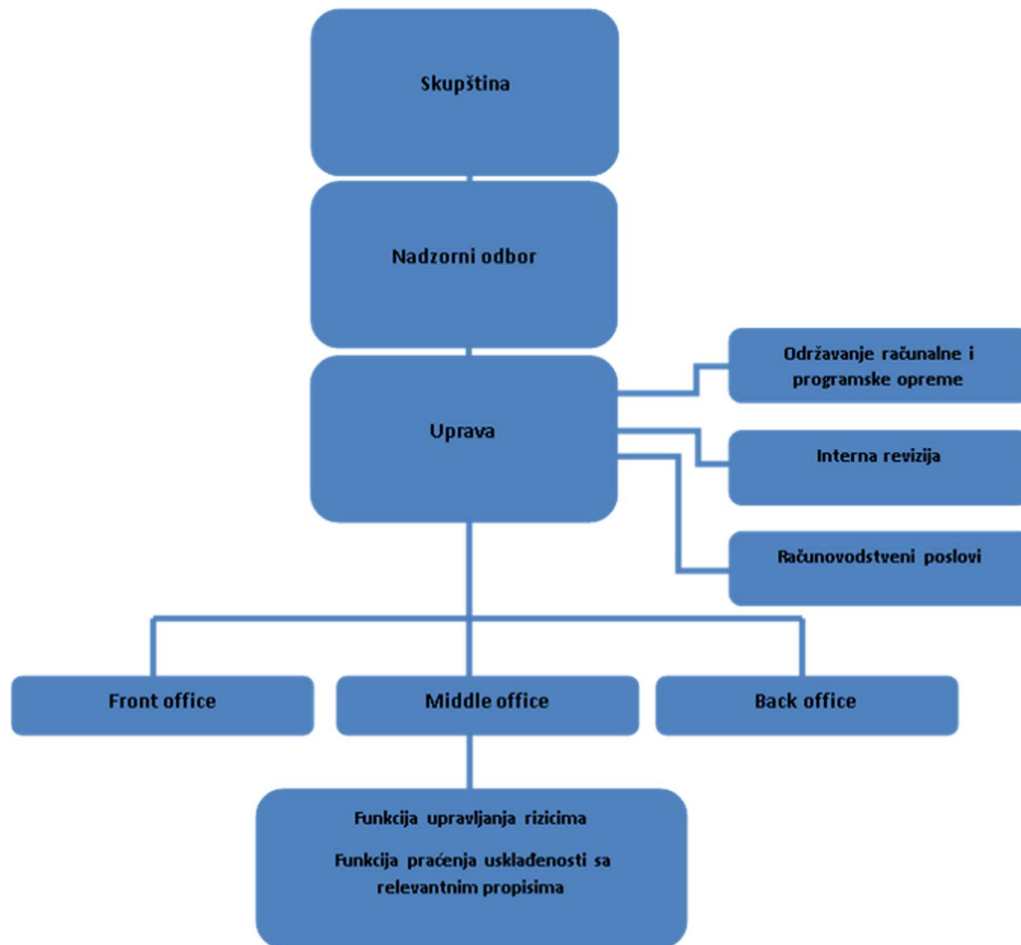 Skupština
Nadzorni odbor
Uprava
Održavanje računalne i
programske opreme
Interna revizija
Računovodstveni poslovi
Front office
Middle office
Back office
Funkcija upravljanja rizicima
Funkcija praćenja usklađenosti sa
relevantnim propisima